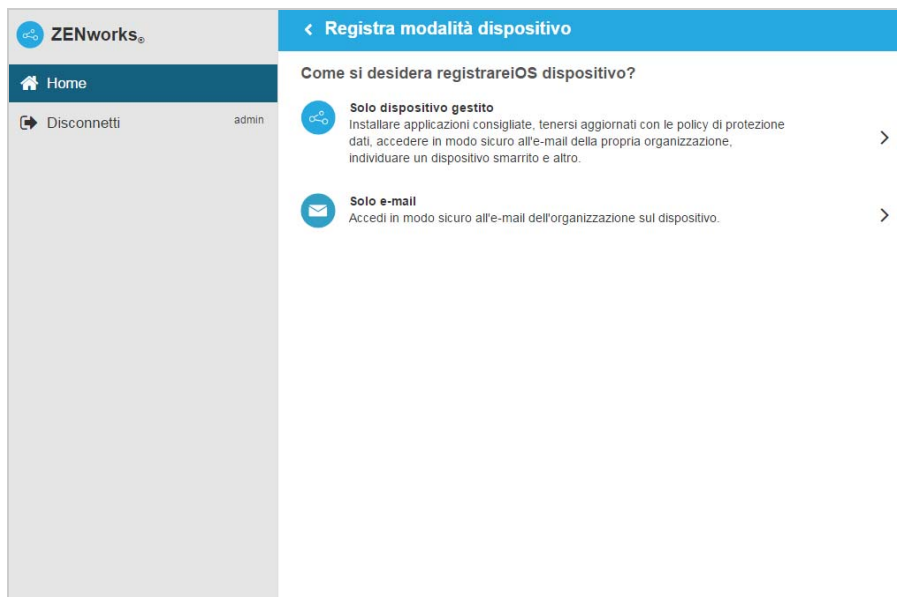 ZENworks®
Home
Disconnetti admin
Registra modalità dispositivo
Come si desidera registrareiOS dispositivo?
Solo dispositivo gestito
Installare applicazioni consigliate, tenersi aggiornati con le policy di protezione
dati, accedere in modo sicuro all'e-mail della propria organizzazione,
individuare un dispositivo smarrito e altro.
Solo e-mail
Accedi in modo sicuro all'e-mail dell'organizzazione sul dispositivo.